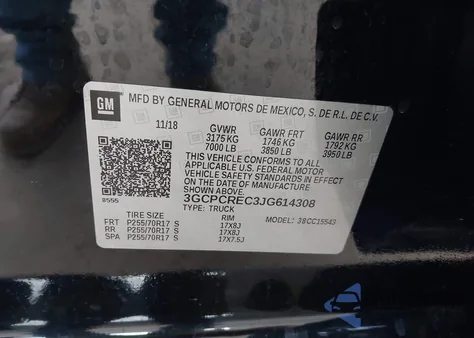 GM
MFD BY GENERAL MOTORS DE MEXICO, S. DE R.L. DE C.V.
11/18 GVWR GAWR FRT GAWR RR
3175 KG 1746 KG 1792 KG
7000 LB 3850 LB 3950 LB
THIS VEHICLE CONFORMS TO ALL
APPLICABLE U.S. FEDERAL MOTOR
VEHICLE SAFETY STANDARDS IN EFFECT ON
THE DATE OF MANUFACTURE SHOWN ABOVE.
3GCPCREC3JG614308
8555 TYPE: TRUCK MODEL: 38CC15543
TIRE SIZE RIM
FRT P255/70R17 S 17X8J
RR P255/70R17 S 17X8J
SPA P255/70R17 S 17X7.5J